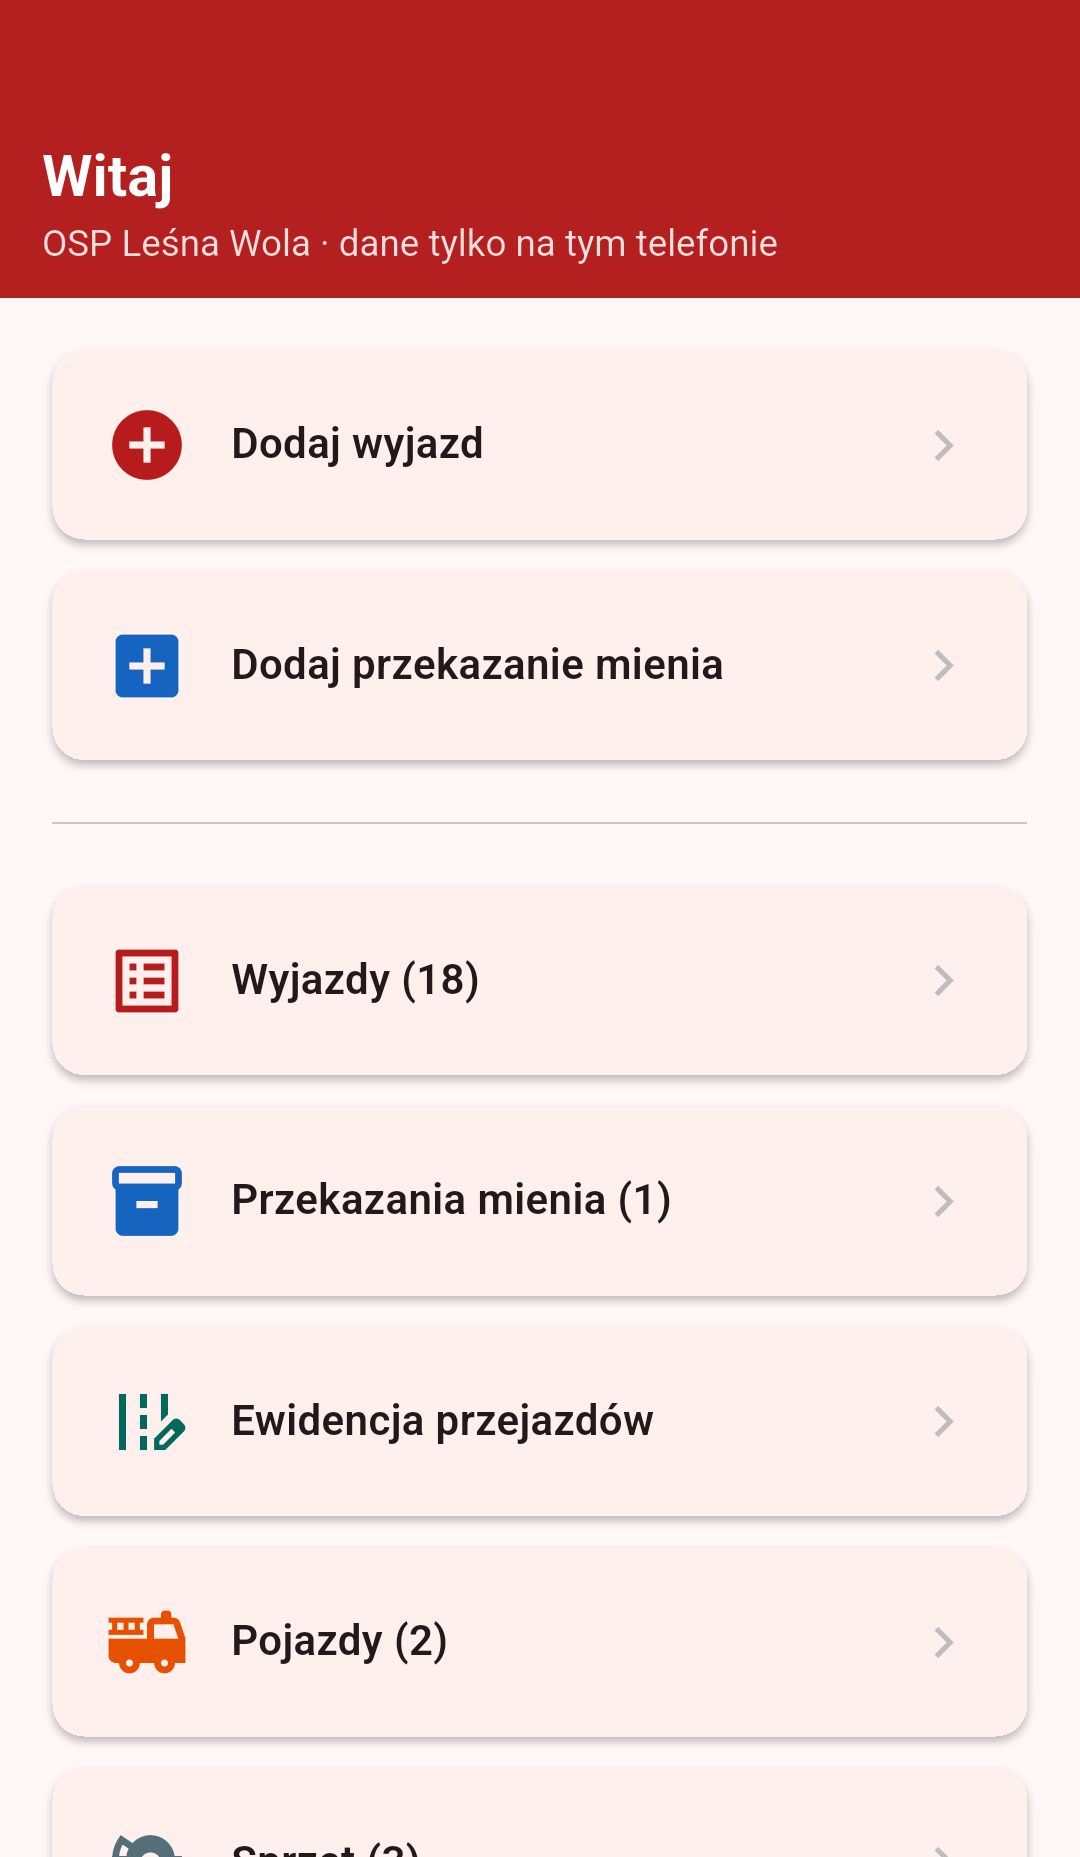 Witaj
OSP Leśna Wola · dane tylko na tym telefonie
Dodaj wyjazd
Dodaj przekazanie mienia
Wyjazdy (18)
Przekazania mienia (1)
Ewidencja przejazdów
Pojazdy (2)